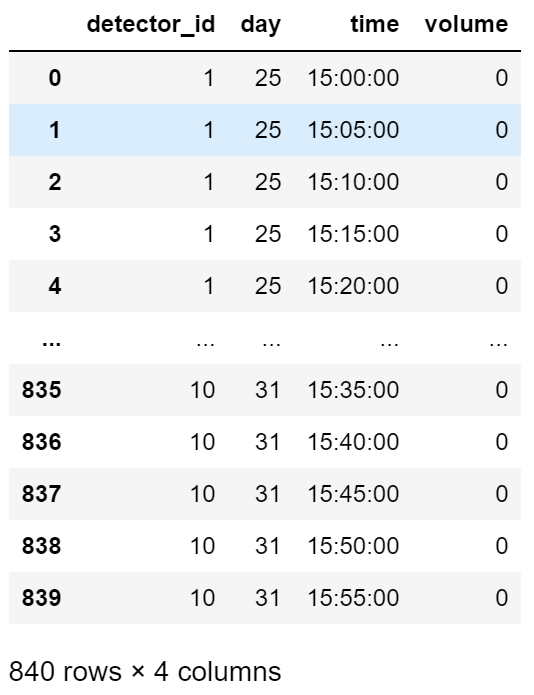 detector_id day time volume
0 1 25 15:00:00 0
1 1 25 15:05:00 0
2 1 25 15:10:00 0
3 1 25 15:15:00 0
4 1 25 15:20:00 0
... ... ... ... ...
835 10 31 15:35:00 0
836 10 31 15:40:00 0
837 10 31 15:45:00 0
838 10 31 15:50:00 0
839 10 31 15:55:00 0
840 rows × 4 columns